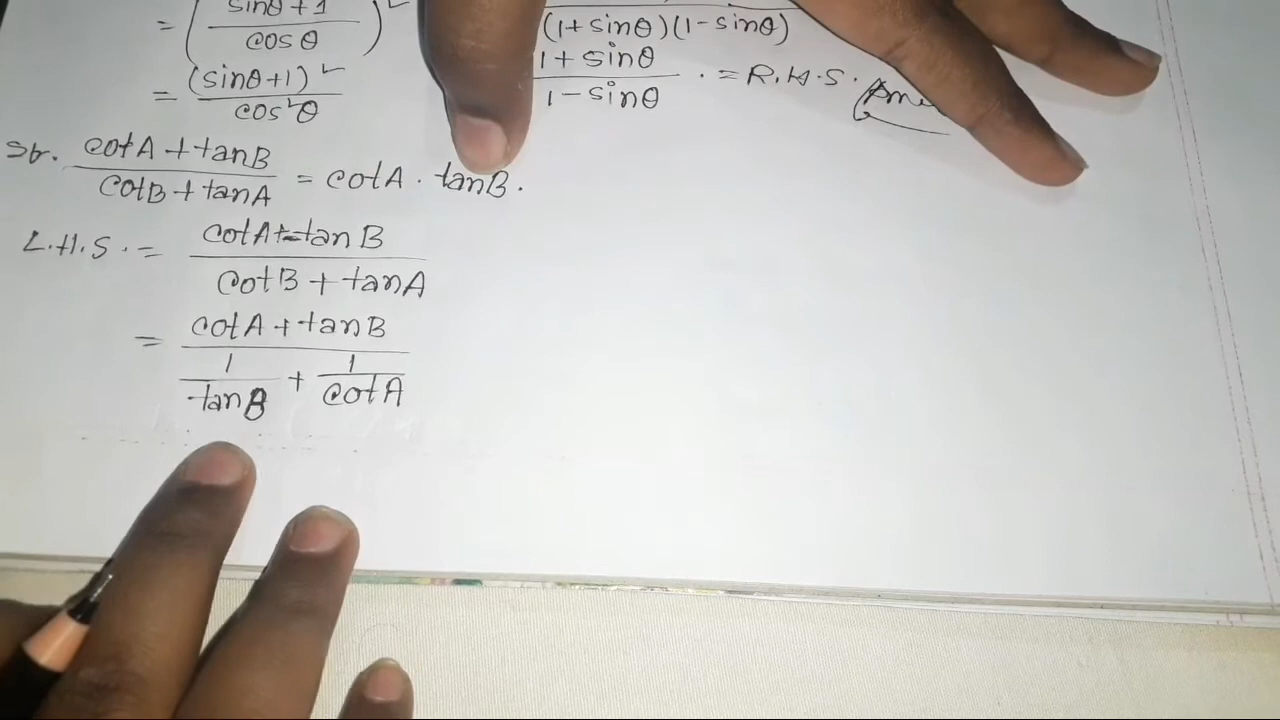 = (sinθ+1 / cosθ)²
= (sinθ+1)² / cos²θ
(1+sinθ)(1-sinθ)
1+sinθ / 1-sinθ . = R.H.S.
cotA+tanB / cotB+tanA = cotA . tanB.
L.H.S. = cotA+tanB / cotB+tanA
= cotA+tanB / 1/tanB + 1/cotA